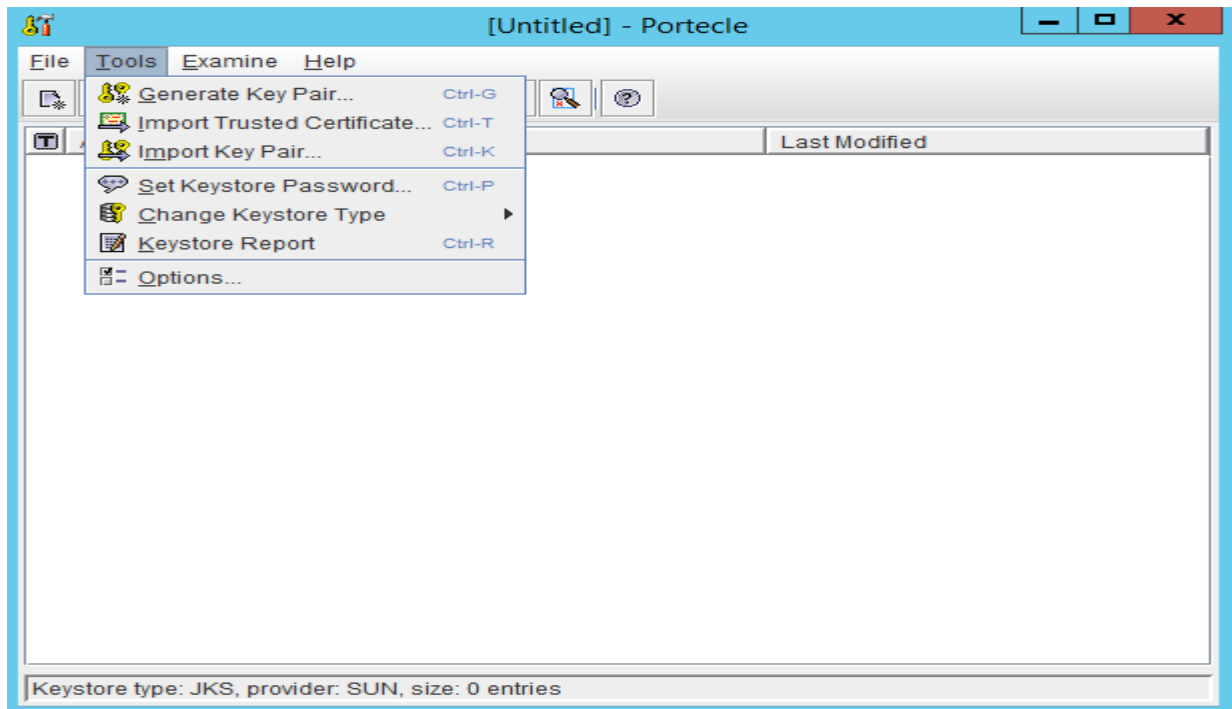 [Untitled] - Portecle
File Tools Examine Help
Generate Key Pair... Ctrl-G
Import Trusted Certificate... Ctrl-T
Import Key Pair... Ctrl-K
Set Keystore Password... Ctrl-P
Change Keystore Type
Keystore Report Ctrl-R
Options...
T Last Modified
Keystore type: JKS, provider: SUN, size: 0 entries